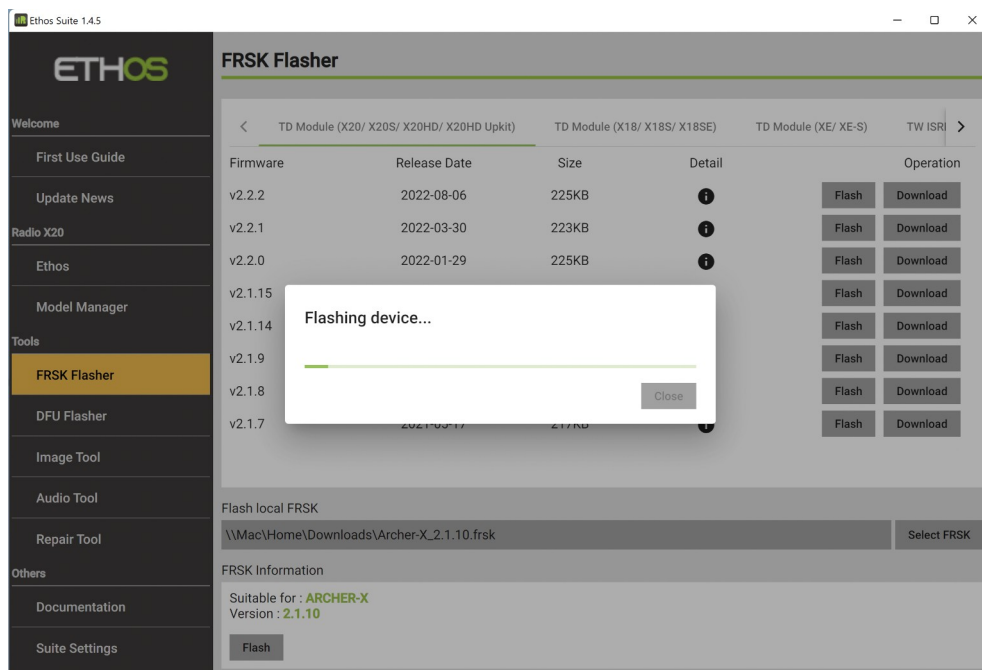 Ethos Suite 1.4.5
ETHOS
Welcome
First Use Guide
Update News
Radio X20
Ethos
Model Manager
Tools
FRSK Flasher
DFU Flasher
Image Tool
Audio Tool
Repair Tool
Others
Documentation
Suite Settings
FRSK Flasher
TD Module (X20/ X20S/ X20HD/ X20HD Upkit) TD Module (X18/ X18S/ X18SE) TD Module (XE/ XE-S) TW ISR
Firmware Release Date Size Detail Operation
v2.2.2 2022-08-06 225KB Flash Download
v2.2.1 2022-03-30 223KB Flash Download
v2.2.0 2022-01-29 225KB Flash Download
v2.1.15 Flash Download
v2.1.14 Flash Download
v2.1.9 Flash Download
v2.1.8 Flash Download
v2.1.7 2021-05-17 217KB Flash Download
Flashing device...
Close
Flash local FRSK
\\Mac\Home\Downloads\Archer-X_2.1.10.frsk Select FRSK
FRSK Information
Suitable for : ARCHER-X
Version : 2.1.10
Flash